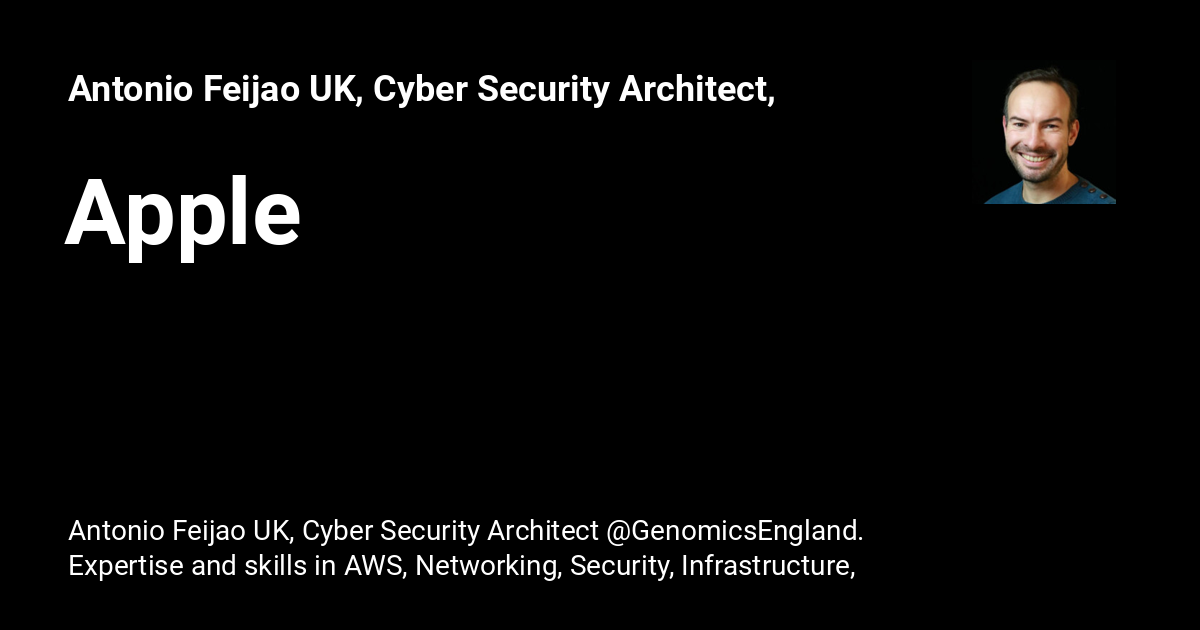 Antonio Feijao UK, Cyber Security Architect,
Apple
Antonio Feijao UK, Cyber Security Architect @GenomicsEngland.
Expertise and skills in AWS, Networking, Security, Infrastructure,